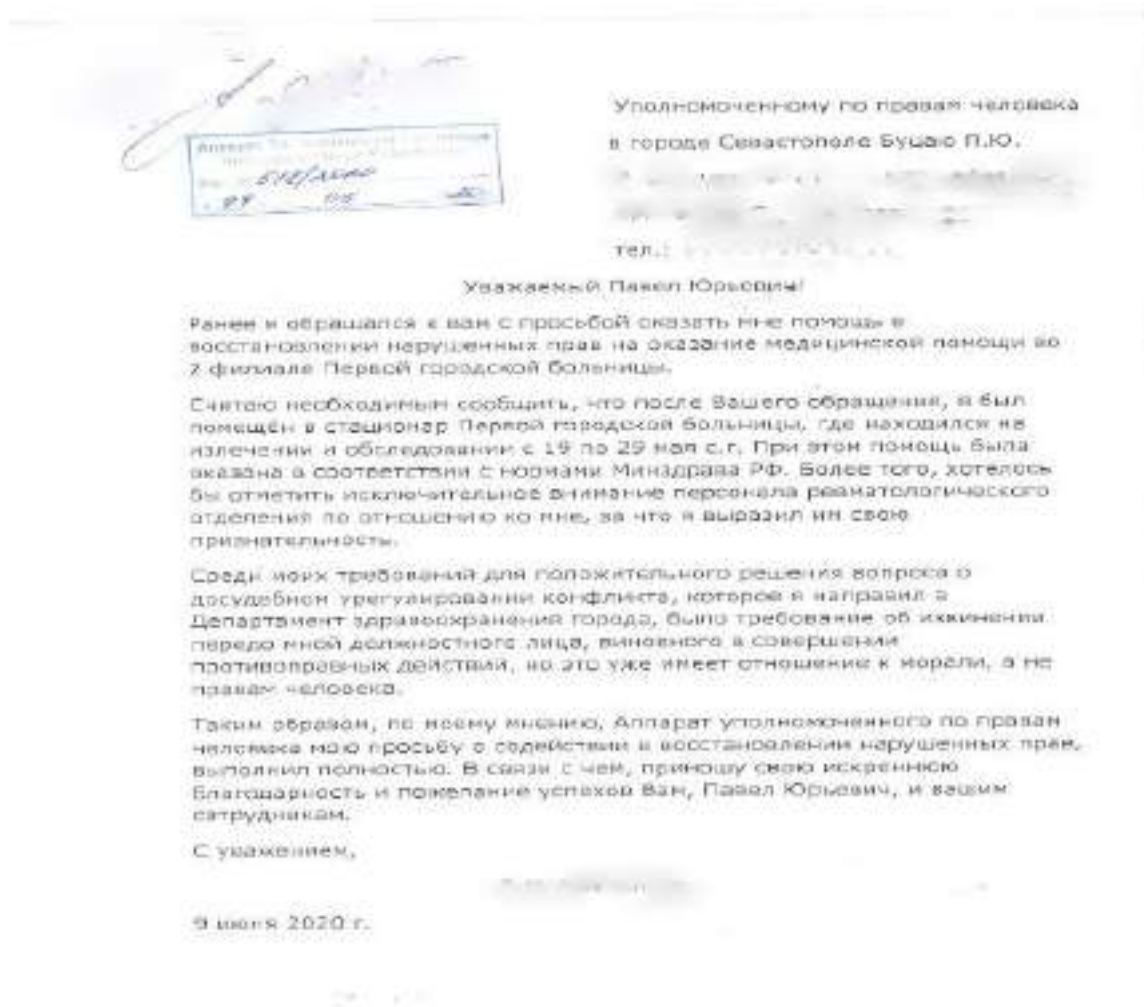 Уполномоченному по правам человека
в городе Севастополе Буцаю П.Ю.
тел.:
Уважаемый Павел Юрьевич!
Ранее я обращался к вам с просьбой оказать мне помощь в
восстановлении нарушенных прав на оказание медицинской помощи во
2 филиале Первой городской больницы.
Считаю необходимым сообщить, что после Вашего обращения, я был
помещён в стационар Первой городской больницы, где находился на
излечении и обследовании с 19 по 29 мая с.г. При этом помощь была
оказана в соответствии с нормами Минздрава РФ. Более того, хотелось
бы отметить исключительное внимание персонала ревматологического
отделения по отношению ко мне, за что я выразил им свою
признательность.
Среди моих требований для положительного решения вопроса о
досудебном урегулировании конфликта, которое я направил в
Департамент здравоохранения города, было требование об извинении
передо мной должностного лица, виновного в совершении
противоправных действий, но это уже имеет отношение к морали, а не
правам человека.
Таким образом, по моему мнению, Аппарат уполномоченного по правам
человека мою просьбу о содействии в восстановлении нарушенных прав,
выполнил полностью. В связи с чем, приношу свою искреннюю
благодарность и пожелание успехов Вам, Павел Юрьевич, и вашим
сотрудникам.
С уважением,
9 июня 2020 г.